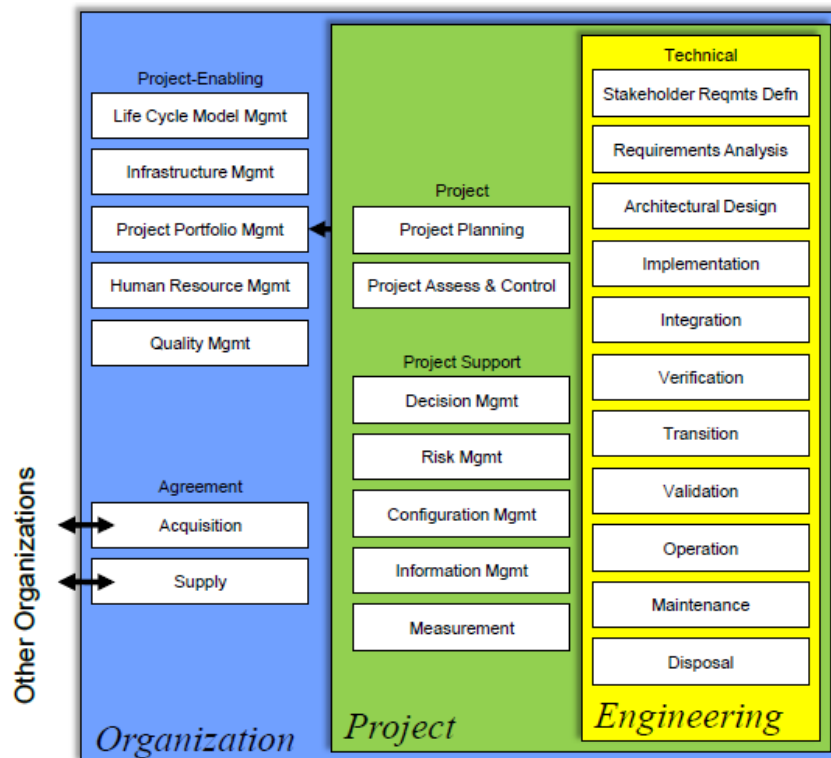 Other Organizations
Project-Enabling
Life Cycle Model Mgmt
Infrastructure Mgmt
Project Portfolio Mgmt
Human Resource Mgmt
Quality Mgmt
Agreement
Acquisition
Supply
Organization
Project
Project Planning
Project Assess & Control
Project Support
Decision Mgmt
Risk Mgmt
Configuration Mgmt
Information Mgmt
Measurement
Project
Technical
Stakeholder Reqmts Defn
Requirements Analysis
Architectural Design
Implementation
Integration
Verification
Transition
Validation
Operation
Maintenance
Disposal
Engineering